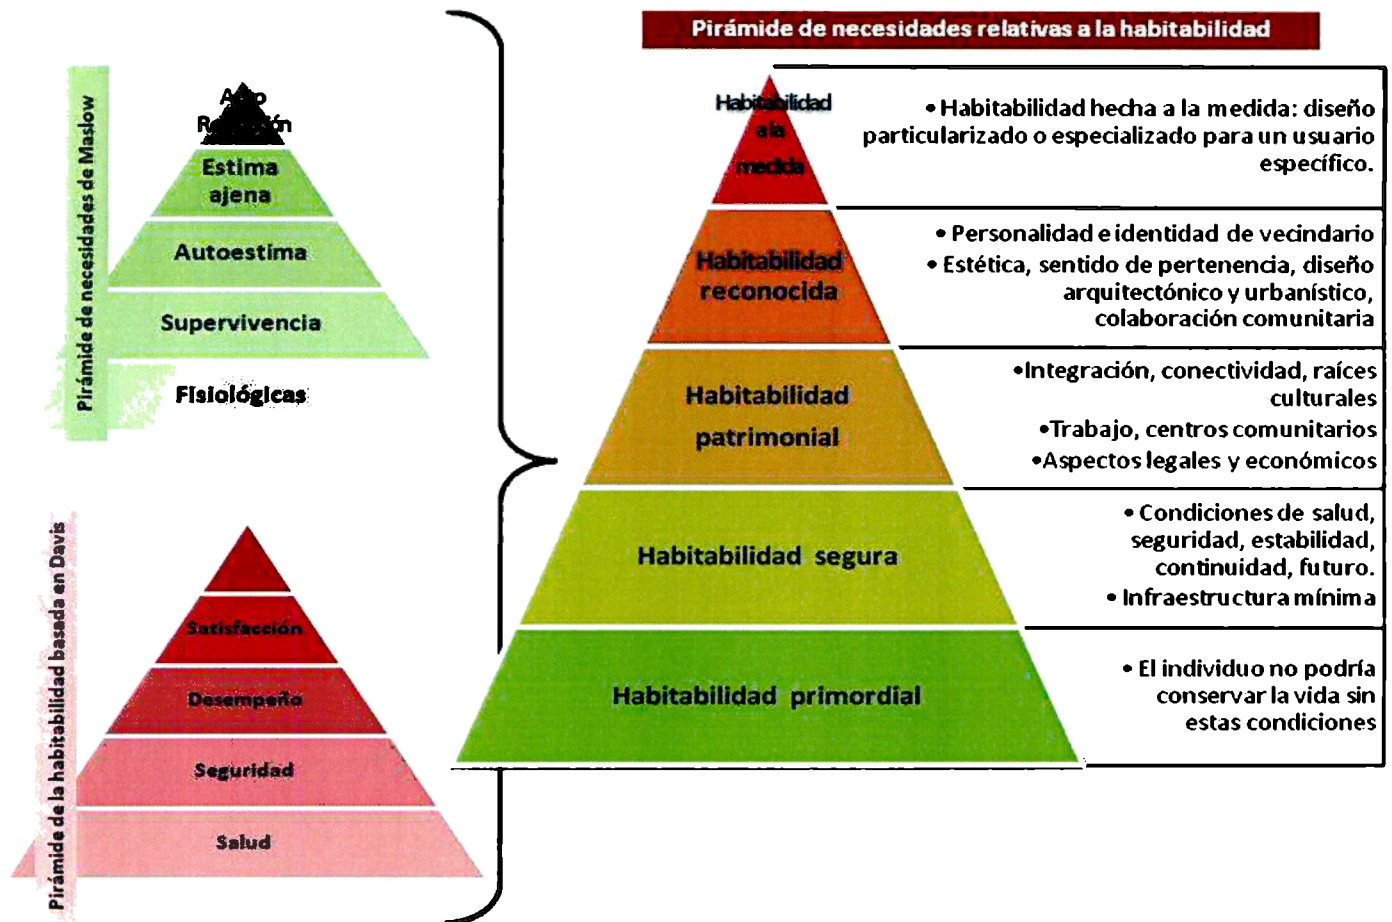 Pirámide de necesidades relativas a la habitabilidad
Pirámide de necesidades de Maslow
Estima
ajena
Autoestima
Supervivencia
Fisiológicas
Pirámide de la habitabilidad basada en Davis
Satisfacción
Desempeño
Seguridad
Salud
Habitabilidad
a la
medida
• Habitabilidad hecha a la medida: diseño
particularizado o especializado para un usuario
específico.
Habitabilidad
reconocida
• Personalidad e identidad de vecindario
• Estética, sentido de pertenencia, diseño
arquitectónico y urbanístico,
colaboración comunitaria
Habitabilidad
patrimonial
•Integración, conectividad, raíces
culturales
•Trabajo, centros comunitarios
•Aspectos legales y económicos
Habitabilidad segura
• Condiciones de salud,
seguridad, estabilidad,
continuidad, futuro.
• Infraestructura mínima
Habitabilidad primordial
• El individuo no podría
conservar la vida sin
estas condiciones